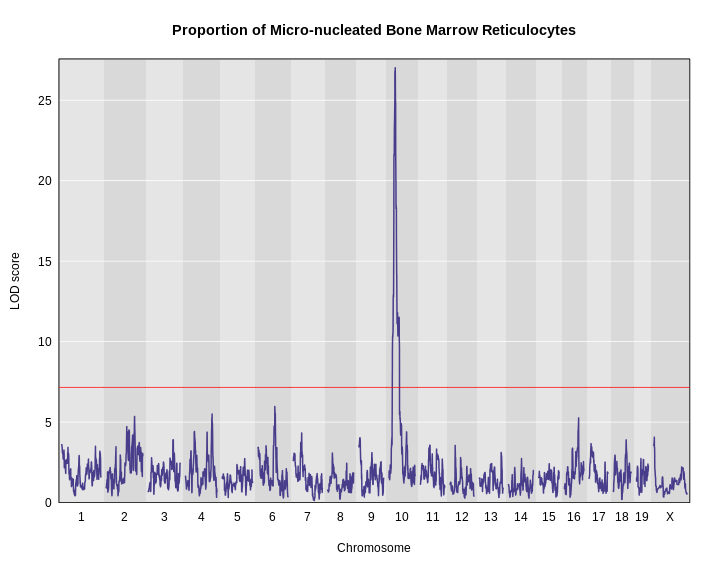 Proportion of Micro-nucleated Bone Marrow Reticulocytes
25
20
15
10
5
0
LOD score
1 2 3 4 5 6 7 8 9 10 11 12 13 14 15 16 17 18 19 X
Chromosome